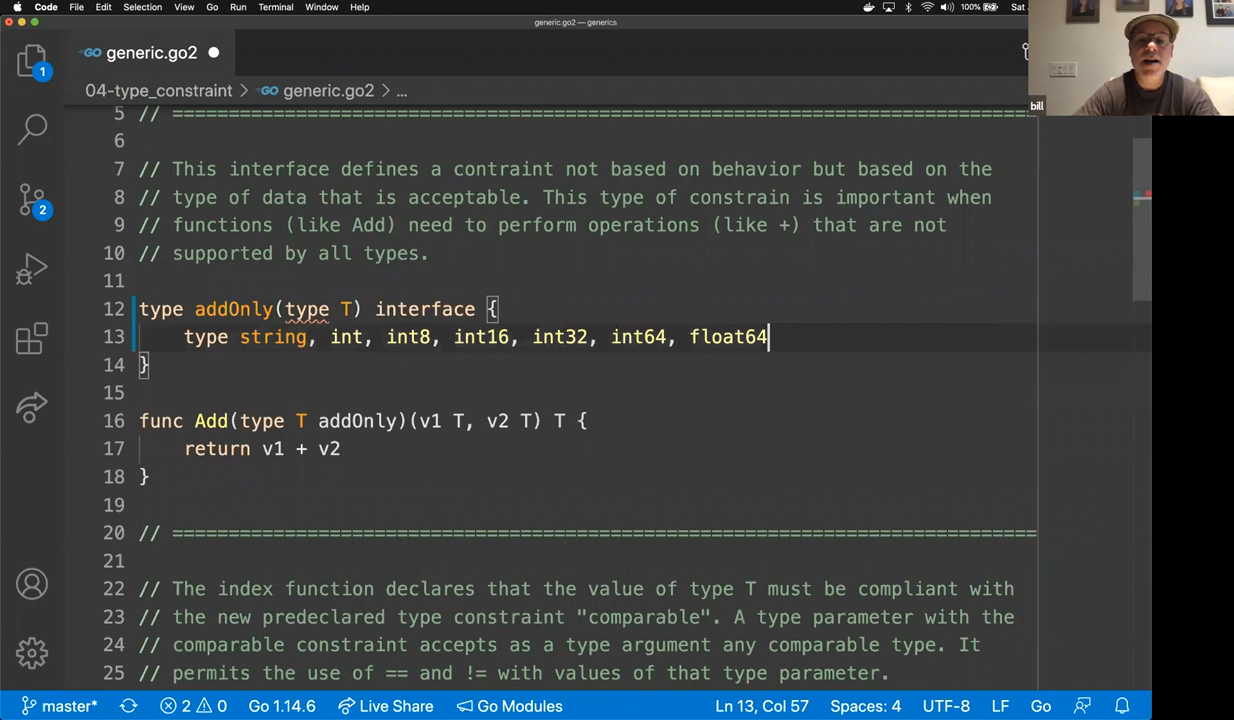 Code File Edit Selection View Go Run Terminal Window Help 100% Sat
generic.go2 — generics
GO generic.go2
1
04-type_constraint > GO generic.go2 > ...
bill
5 // =============================================================================
6
7 // This interface defines a contraint not based on behavior but based on the
8 // type of data that is acceptable. This type of constrain is important when
9 // functions (like Add) need to perform operations (like +) that are not
10 // supported by all types.
2
11
12 type addOnly(type T) interface {
13 type string, int, int8, int16, int32, int64, float64
14 }
15
16 func Add(type T addOnly)(v1 T, v2 T) T {
17 return v1 + v2
18 }
19
20 // =============================================================================
21
22 // The index function declares that the value of type T must be compliant with
23 // the new predeclared type constraint "comparable". A type parameter with the
24 // comparable constraint accepts as a type argument any comparable type. It
25 // permits the use of == and != with values of that type parameter.
master* 2 0 Go 1.14.6 Live Share Go Modules Ln 13, Col 57 Spaces: 4 UTF-8 LF Go